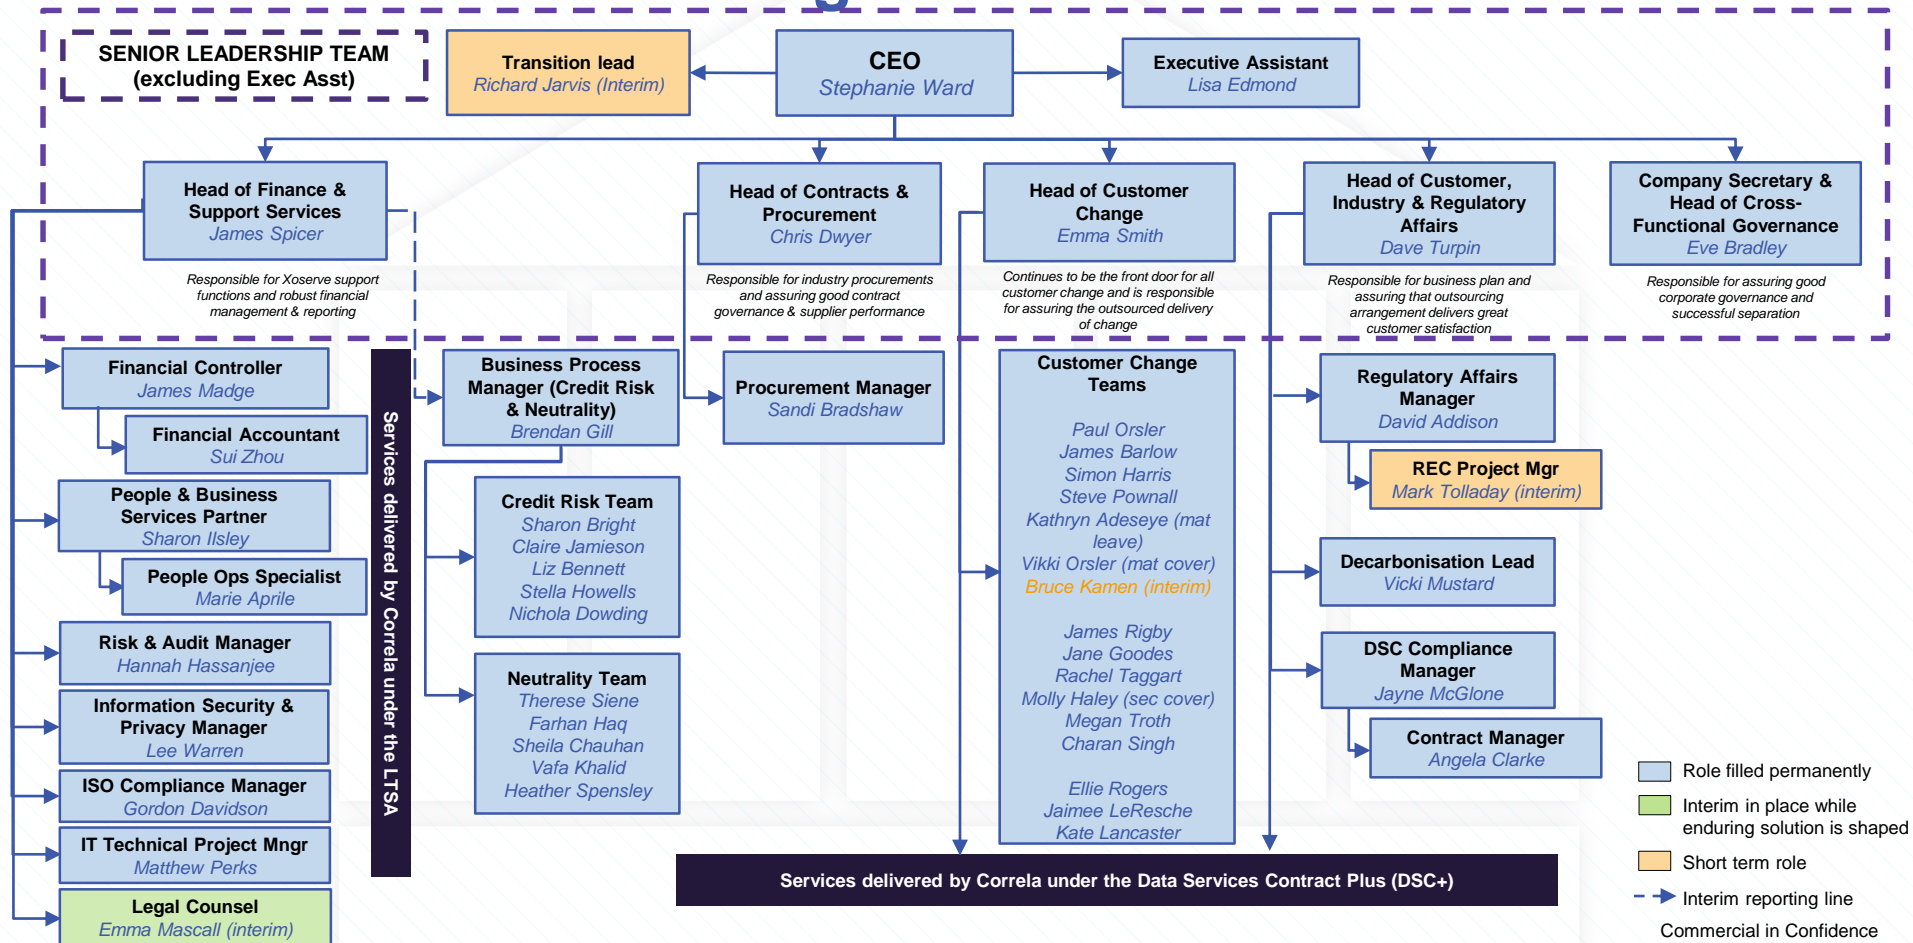 SENIOR LEADERSHIP TEAM
(excluding Exec Asst)
Transition lead
Richard Jarvis (Interim)
CEO
Stephanie Ward
Executive Assistant
Lisa Edmond
Head of Finance &
Support Services
James Spicer
Head of Contracts &
Procurement
Chris Dwyer
Head of Customer
Change
Emma Smith
Head of Customer,
Industry & Regulatory
Affairs
Dave Turpin
Company Secretary &
Head of Cross-
Functional Governance
Eve Bradley
Responsible for Xoserve support
functions and robust financial
management & reporting
Responsible for industry procurements
and assuring good contract
governance & supplier performance
Continues to be the front door for all
customer change and is responsible
for assuring the outsourced delivery
of change
Responsible for business plan and
assuring that outsourcing
arrangement delivers great
customer satisfaction
Responsible for assuring good
corporate governance and
successful separation
Financial Controller
James Madge
Financial Accountant
Sui Zhou
People & Business
Services Partner
Sharon Ilsley
People Ops Specialist
Marie Aprile
Risk & Audit Manager
Hannah Hassanjee
Information Security &
Privacy Manager
Lee Warren
ISO Compliance Manager
Gordon Davidson
IT Technical Project Mngr
Matthew Perks
Legal Counsel
Emma Mascall (interim)
Services delivered by Correla under the LTSA
Business Process
Manager (Credit Risk
& Neutrality)
Brendan Gill
Credit Risk Team
Sharon Bright
Claire Jamieson
Liz Bennett
Stella Howells
Nichola Dowding
Neutrality Team
Therese Siene
Farhan Haq
Sheila Chauhan
Vafa Khalid
Heather Spensley
Procurement Manager
Sandi Bradshaw
Customer Change
Teams
Paul Orsler
James Barlow
Simon Harris
Steve Pownall
Kathryn Adeseye (mat
leave)
Vikki Orsler (mat cover)
Bruce Kamen (interim)
James Rigby
Jane Goodes
Rachel Taggart
Molly Haley (sec cover)
Megan Troth
Charan Singh
Ellie Rogers
Jaimee LeResche
Kate Lancaster
Regulatory Affairs
Manager
David Addison
REC Project Mgr
Mark Tolladay (interim)
Decarbonisation Lead
Vicki Mustard
DSC Compliance
Manager
Jayne McGlone
Contract Manager
Angela Clarke
Services delivered by Correla under the Data Services Contract Plus (DSC+)
Role filled permanently
Interim in place while
enduring solution is shaped
Short term role
Interim reporting line
Commercial in Confidence